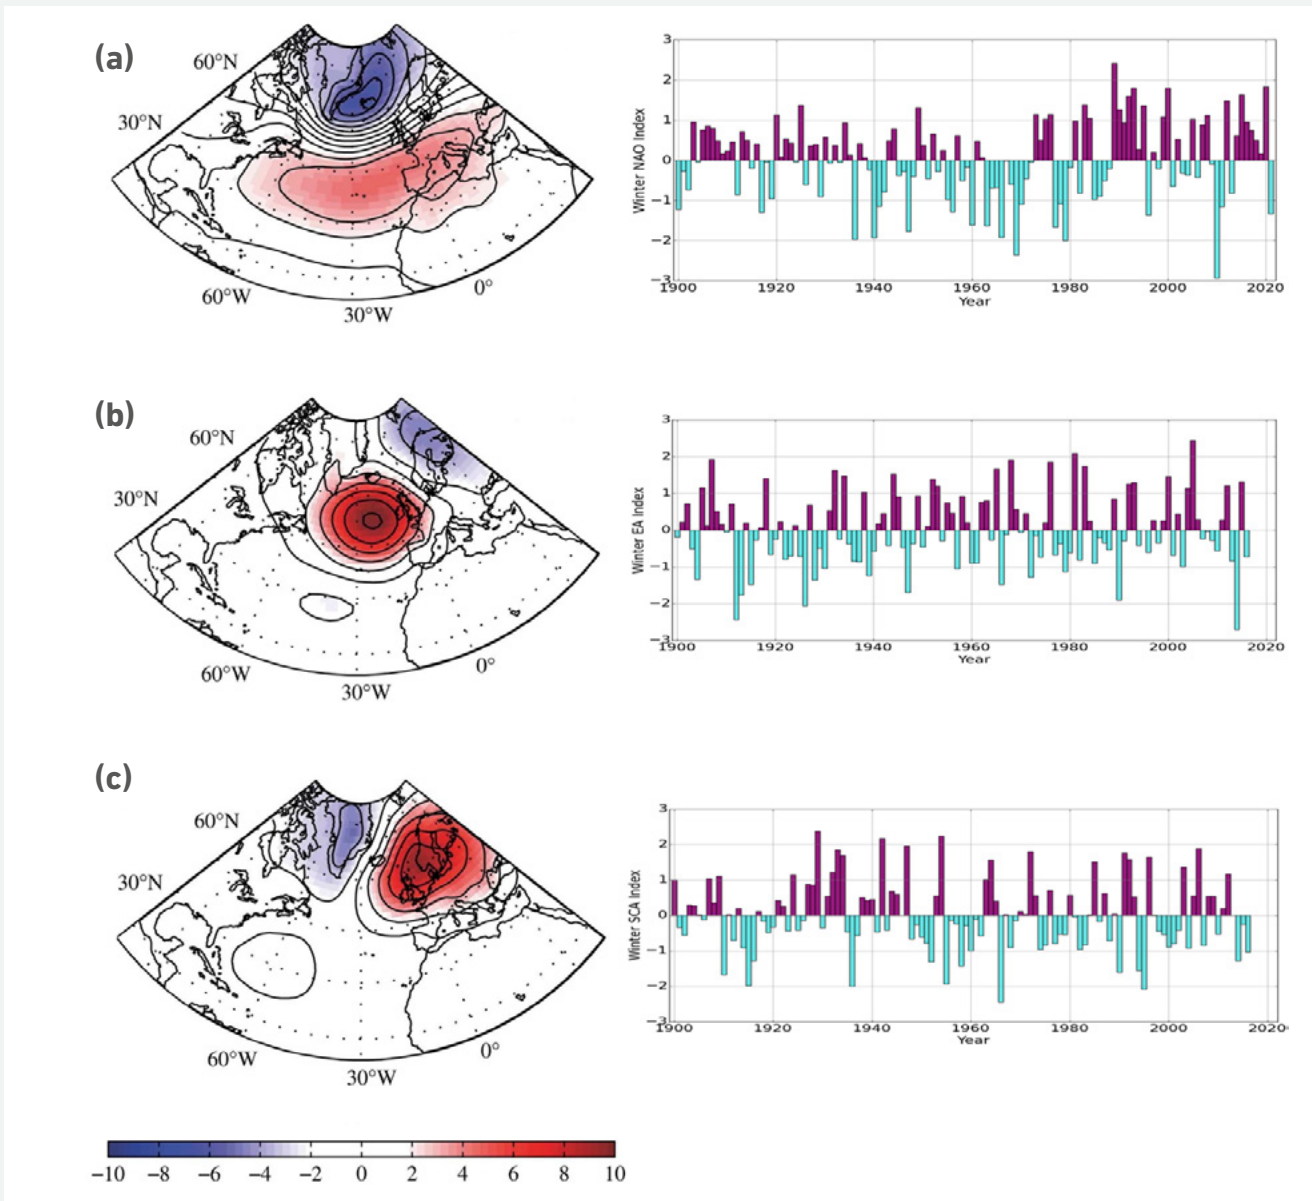 (a)
60°N
30°N
60°W
30°W
0°
Winter NAO Index
3
2
1
0
−1
−2
−3
1900 1920 1940 1960 1980 2000 2020
Year
(b)
60°N
30°N
60°W
30°W
0°
Winter EA Index
3
2
1
0
−1
−2
−3
1900 1920 1940 1960 1980 2000 2020
Year
(c)
60°N
30°N
60°W
30°W
0°
Winter SCA Index
3
2
1
0
−1
−2
−3
1900 1920 1940 1960 1980 2000 2020
Year
−10 −8 −6 −4 −2 0 2 4 6 8 10